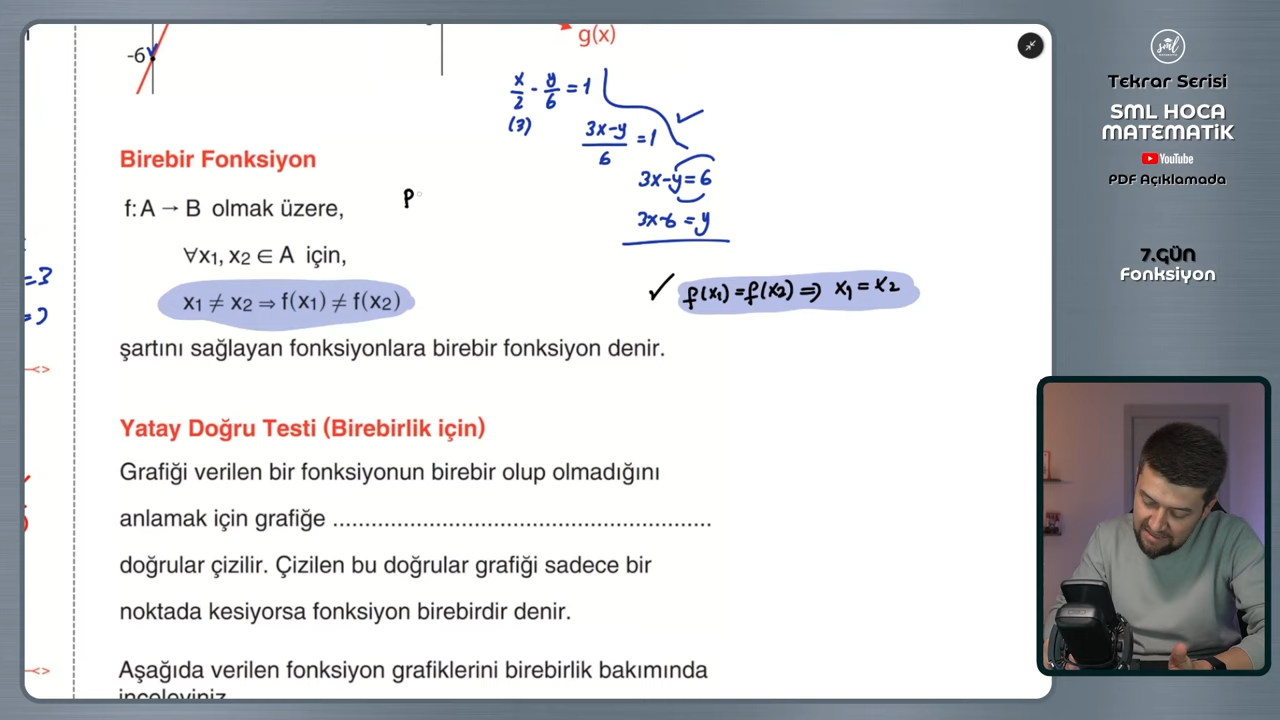 -6
g(x)
x/2 - y/6 = 1
(3)
3x-y/6 = 1
3x-y=6
3x-6=y
Birebir Fonksiyon
f: A → B olmak üzere,
P
∀x1, x2 ∈ A için,
x1 ≠ x2 ⇒ f(x1) ≠ f(x2)
✓ f(x1)=f(x2) ⇒ x1=x2
şartını sağlayan fonksiyonlara birebir fonksiyon denir.
=3
Yatay Doğru Testi (Birebirlik için)
Grafiği verilen bir fonksiyonun birebir olup olmadığını
anlamak için grafiğe ..........................................................
doğrular çizilir. Çizilen bu doğrular grafiği sadece bir
noktada kesiyorsa fonksiyon birebirdir denir.
Aşağıda verilen fonksiyon grafiklerini birebirlik bakımında
inceleyiniz
sml
Tekrar Serisi
SML HOCA
MATEMATİK
YouTube
PDF Açıklamada
7.GÜN
Fonksiyon